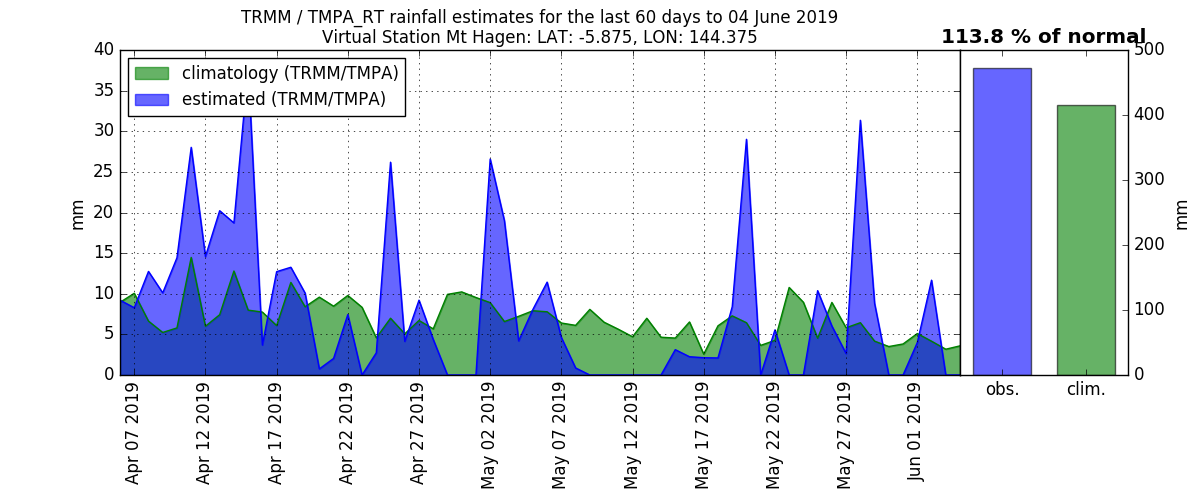 TRMM / TMPA_RT rainfall estimates for the last 60 days to 04 June 2019
Virtual Station Mt Hagen: LAT: -5.875, LON: 144.375
113.8 % of normal
climatology (TRMM/TMPA)
estimated (TRMM/TMPA)
40
35
30
25
20
15
10
5
0
mm
Apr 07 2019
Apr 12 2019
Apr 17 2019
Apr 22 2019
Apr 27 2019
May 02 2019
May 07 2019
May 12 2019
May 17 2019
May 22 2019
May 27 2019
Jun 01 2019
500
400
300
200
100
0
mm
obs.
clim.